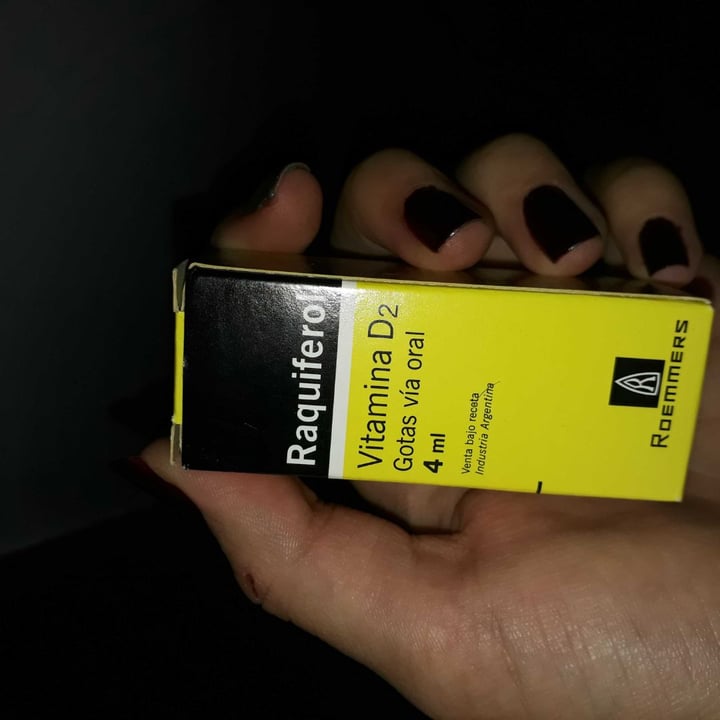 Raquiferol
Vitamina D2
Gotas vía oral
4 ml
Venta bajo receta
Industria Argentina
R
ROEMMERS